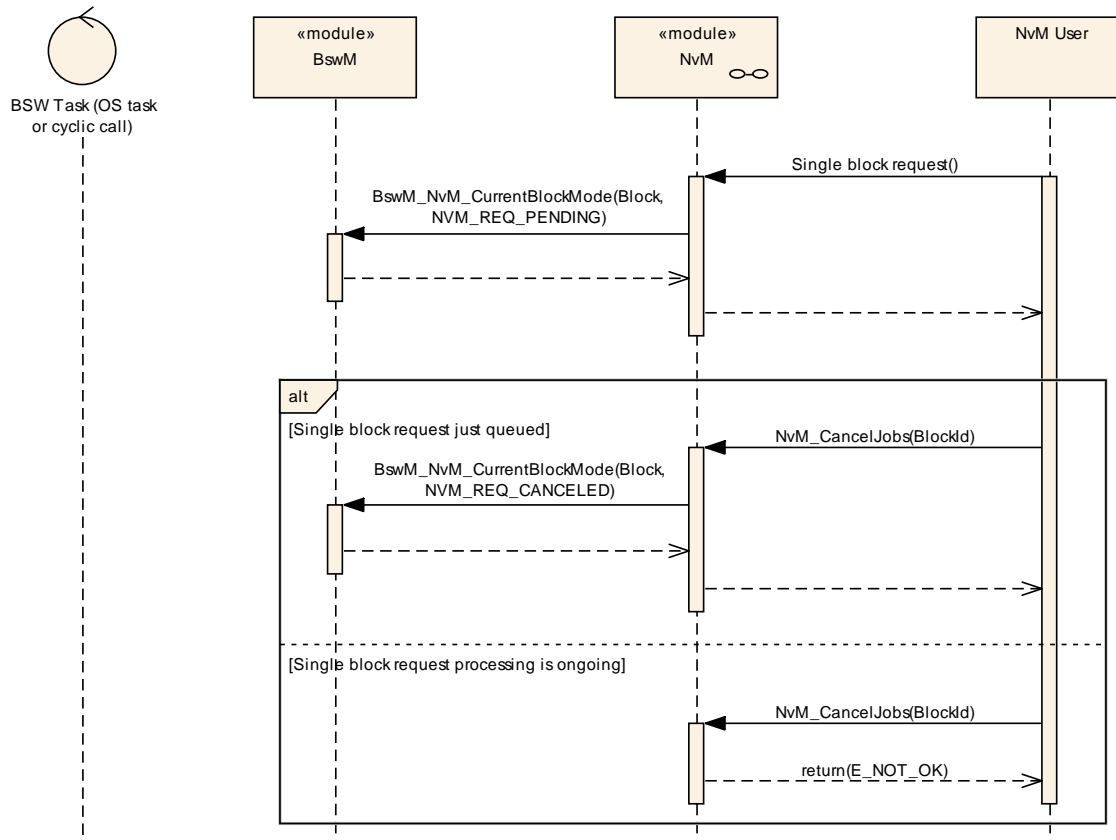 «module»
BswM
«module»
NvM
NvM User
BSW Task (OS task
or cyclic call)
Single block request()
BswM_NvM_CurrentBlockMode(Block,
NVM_REQ_PENDING)
alt
[Single block request just queued]
NvM_CancelJobs(BlockId)
BswM_NvM_CurrentBlockMode(Block,
NVM_REQ_CANCELED)
[Single block request processing is ongoing]
NvM_CancelJobs(BlockId)
return(E_NOT_OK)